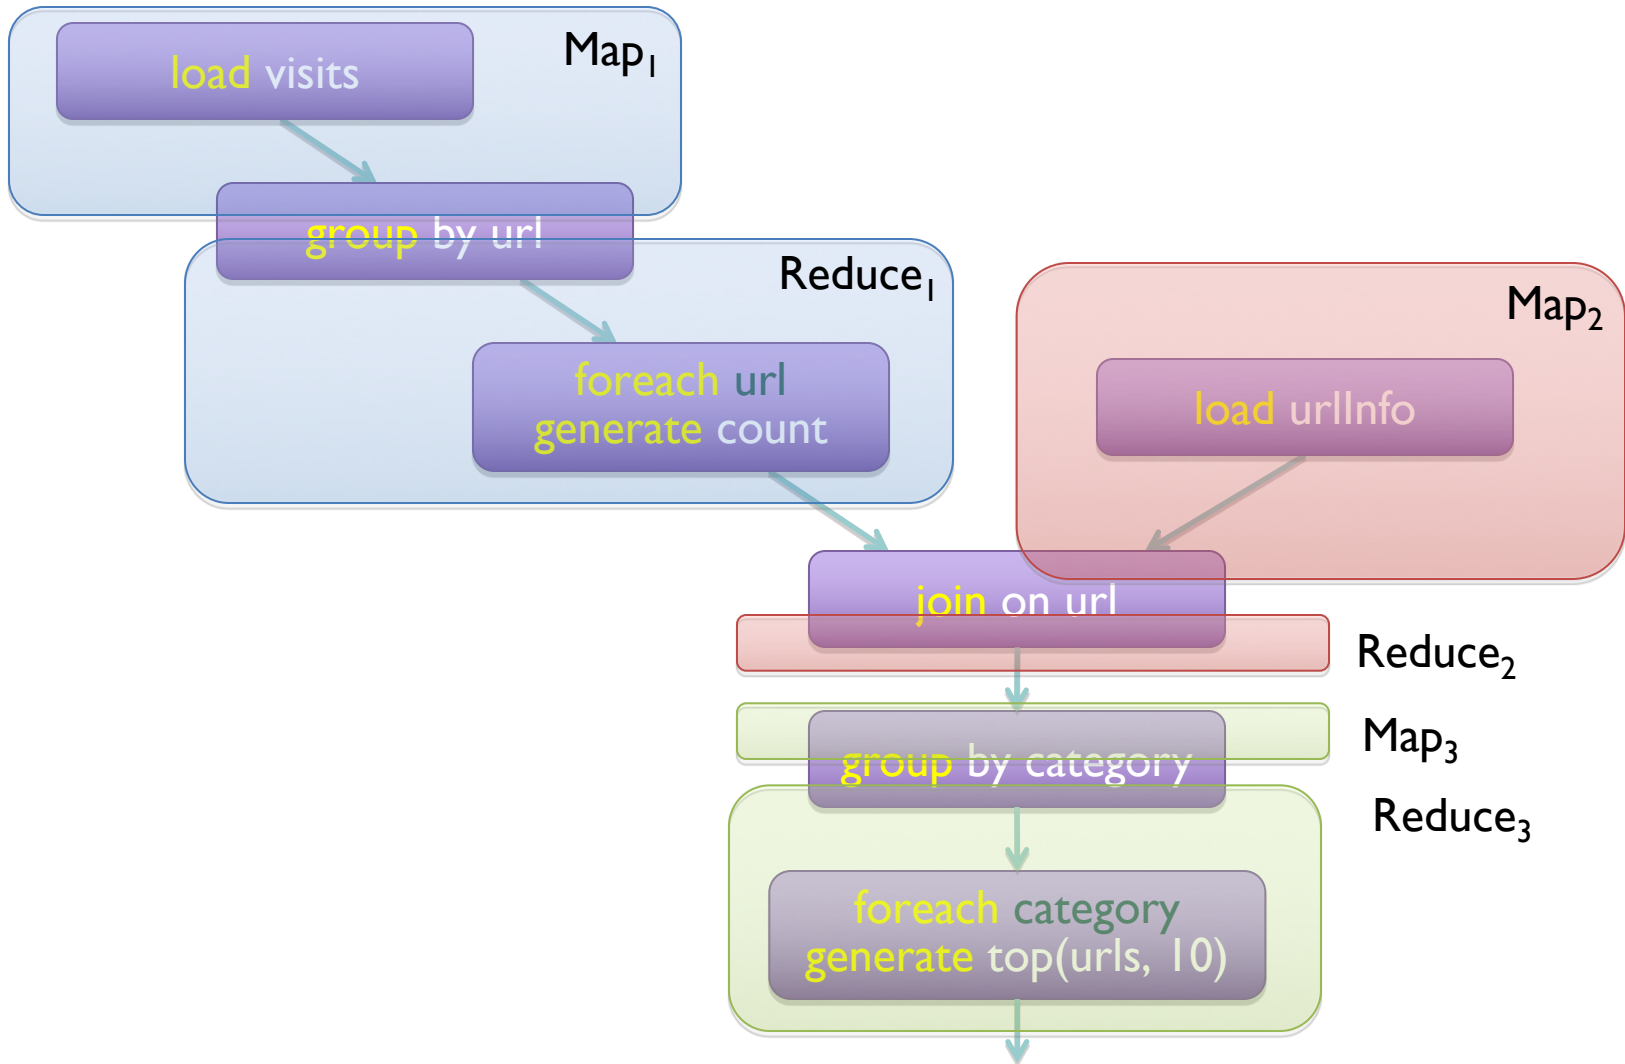 load visits
Map₁
group by url
Reduce₁
Map₂
foreach url
generate count
load urlInfo
join on url
Reduce₂
group by category
Map₃
Reduce₃
foreach category
generate top(urls, 10)